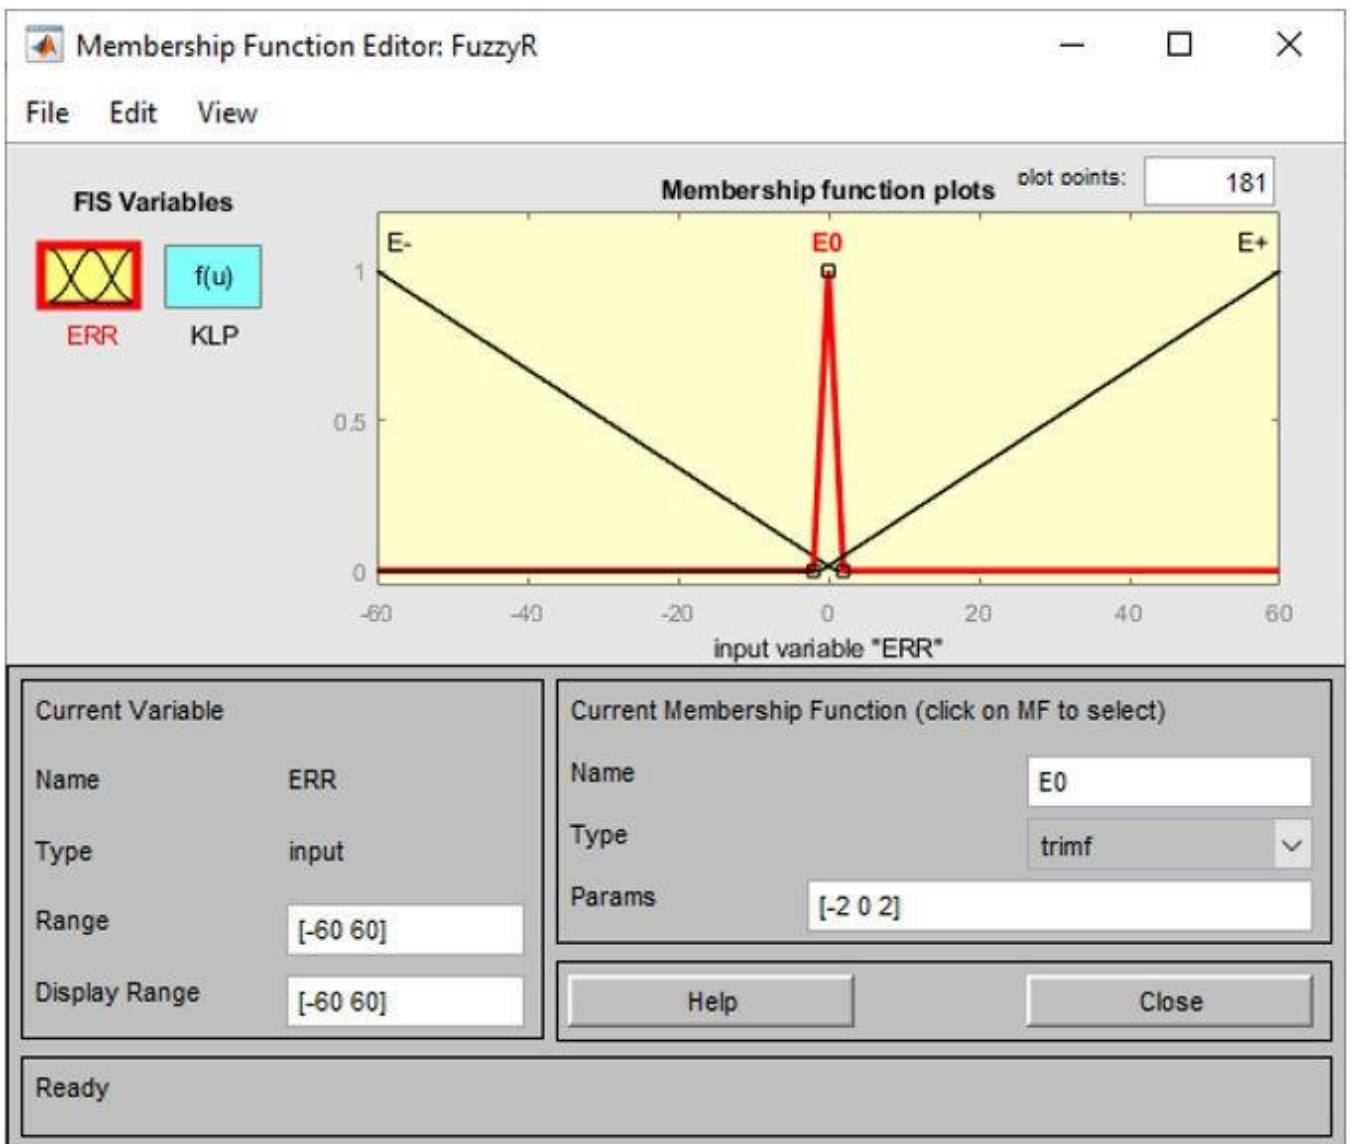 Membership Function Editor: FuzzyR
File Edit View
FIS Variables
f(u)
ERR KLP
Membership function plots
plot points: 181
E- E0 E+
1
0.5
0
-60 -40 -20 0 20 40 60
input variable "ERR"
Current Variable
Name ERR
Type input
Range [-60 60]
Display Range [-60 60]
Current Membership Function (click on MF to select)
Name E0
Type trimf
Params [-2 0 2]
Help Close
Ready